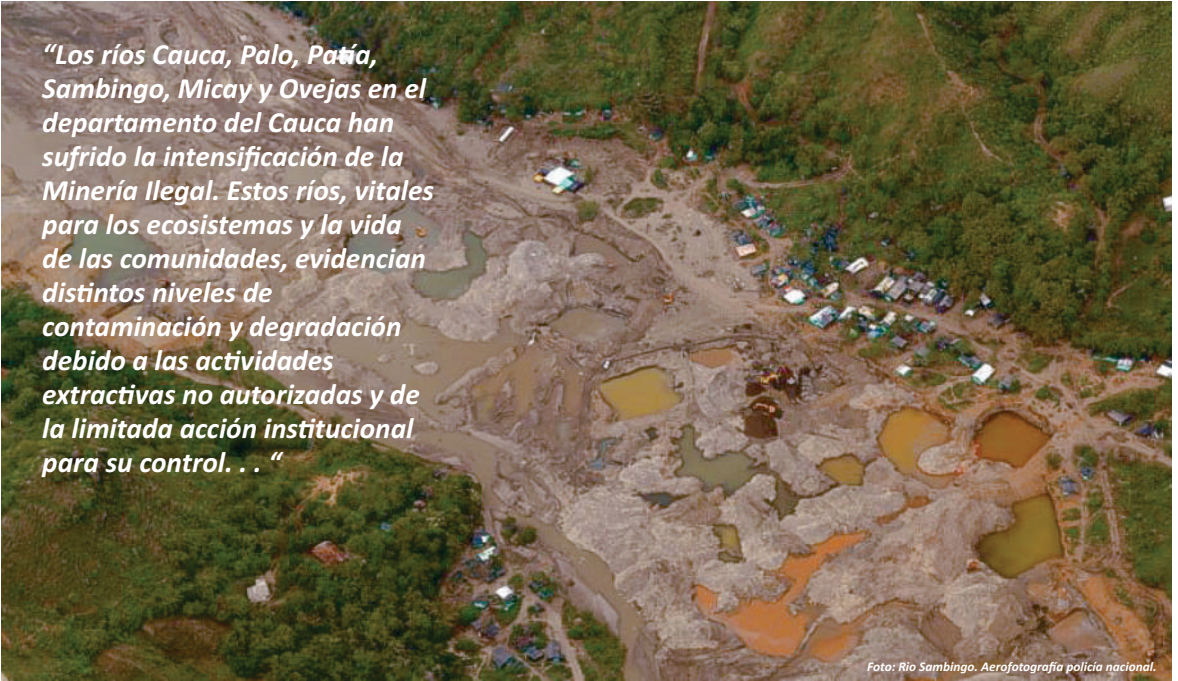 “Los ríos Cauca, Palo, Patía,
Sambingo, Micay y Ovejas en el
departamento del Cauca han
sufrido la intensificación de la
Minería Ilegal. Estos ríos, vitales
para los ecosistemas y la vida
de las comunidades, evidencian
distintos niveles de
contaminación y degradación
debido a las actividades
extractivas no autorizadas y de
la limitada acción institucional
para su control. . . “
Foto: Rio Sambingo. Aerofotografía policía nacional.